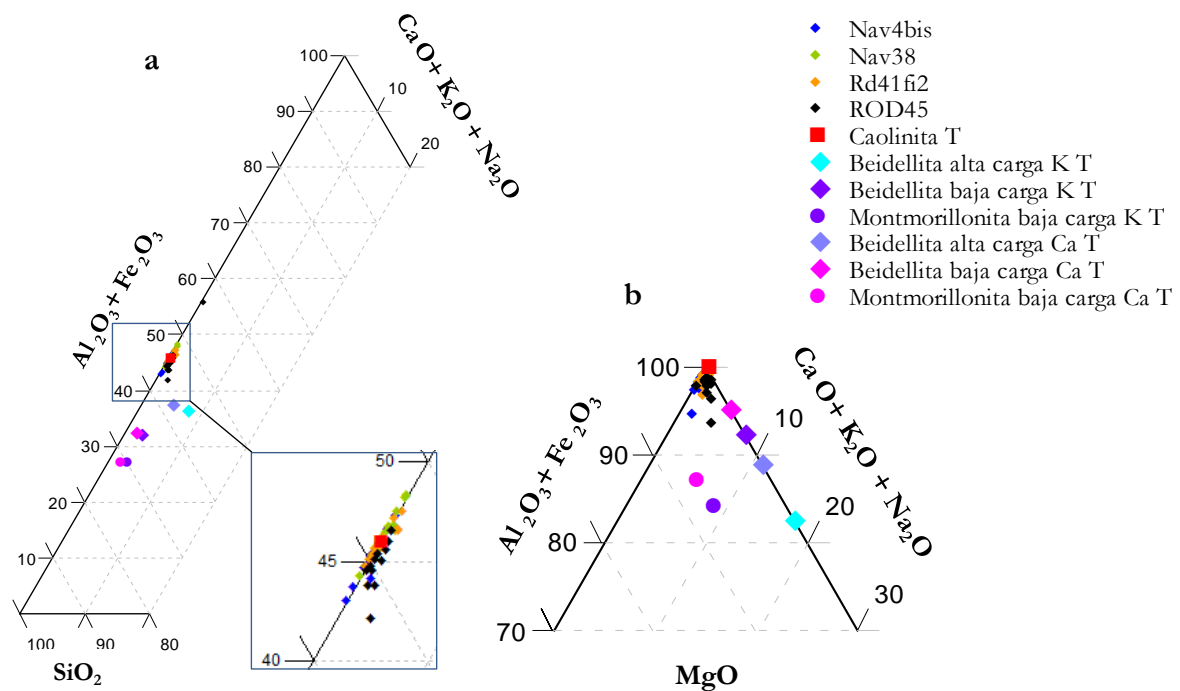 a
CaO+ K₂O + Na₂O
Al₂O₃+ Fe₂O₃
SiO₂
100
90
80
70
60
50
40
30
20
10
10
20
100
90
80
50
45
40
Nav4bis
Nav38
Rd41fi2
ROD45
Caolinita T
Beidellita alta carga K T
Beidellita baja carga K T
Montmorillonita baja carga K T
Beidellita alta carga Ca T
Beidellita baja carga Ca T
Montmorillonita baja carga Ca T
b
CaO+ K₂O + Na₂O
Al₂O₃+ Fe₂O₃
MgO
100
90
80
70
10
20
30